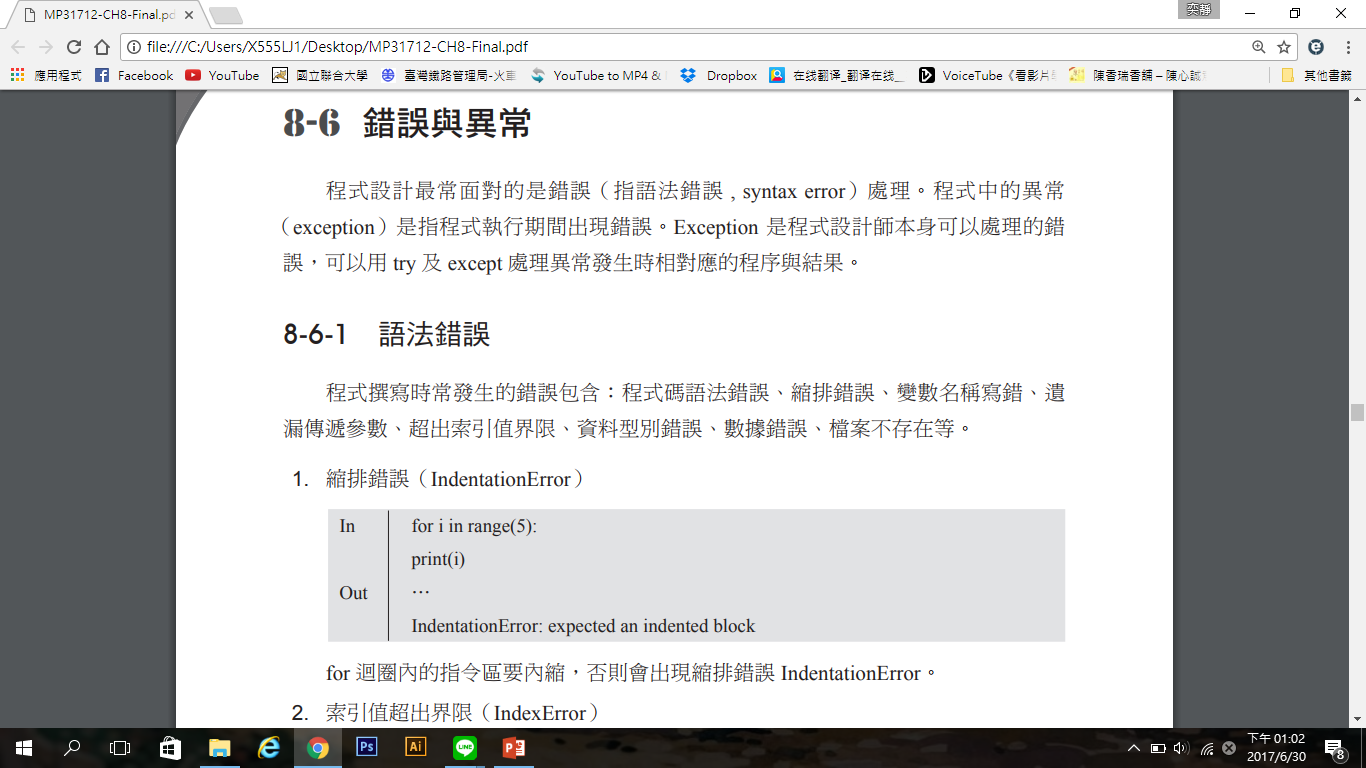 MP31712-CH8-Final.pd
奕靜
file:///C:/Users/X555LJ1/Desktop/MP31712-CH8-Final.pdf
應用程式 Facebook YouTube 國立聯合大學 臺灣鐵路管理局-火車 YouTube to MP4 & Dropbox 在线翻译_翻译在线_ VoiceTube《看影片 陳香瑞香舖 – 陳心誠 其他書籤
8-6 錯誤與異常
程式設計最常面對的是錯誤（指語法錯誤 , syntax error）處理。程式中的異常
（exception）是指程式執行期間出現錯誤。Exception 是程式設計師本身可以處理的錯
誤，可以用 try 及 except 處理異常發生時相對應的程序與結果。
8-6-1 語法錯誤
程式撰寫時常發生的錯誤包含：程式碼語法錯誤、縮排錯誤、變數名稱寫錯、遺
漏傳遞參數、超出索引值界限、資料型別錯誤、數據錯誤、檔案不存在等。
1. 縮排錯誤（IndentationError）
In for i in range(5):
print(i)
Out …
IndentationError: expected an indented block
for 迴圈內的指令區要內縮，否則會出現縮排錯誤 IndentationError。
2. 索引值超出界限（IndexError）
Ps Ai LINE
下午 01:02
2017/6/30
8